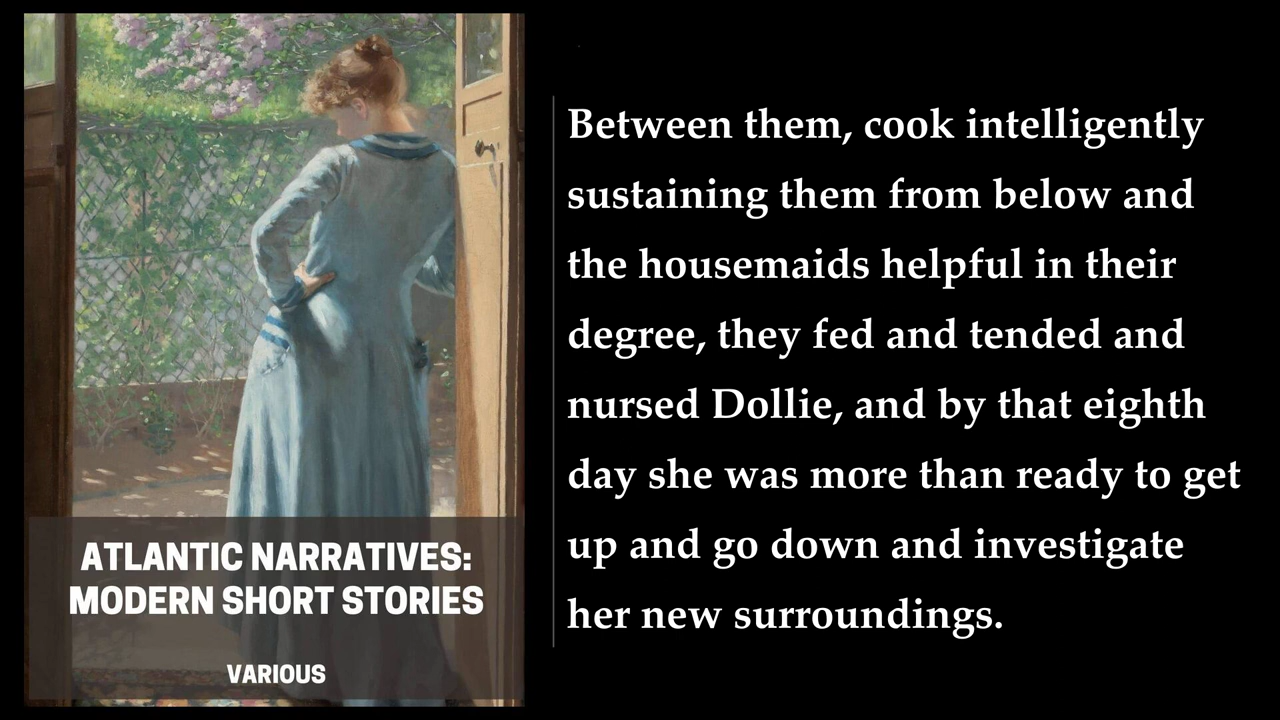 ATLANTIC NARRATIVES:
MODERN SHORT STORIES
VARIOUS
Between them, cook intelligently
sustaining them from below and
the housemaids helpful in their
degree, they fed and tended and
nursed Dollie, and by that eighth
day she was more than ready to get
up and go down and investigate
her new surroundings.